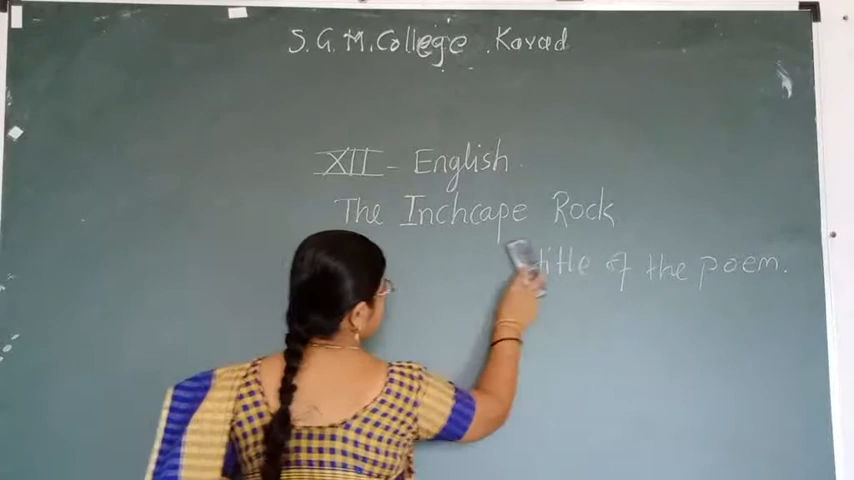 S.G.M.College .Karad
XII - English
The Inchcape Rock
title of the poem.